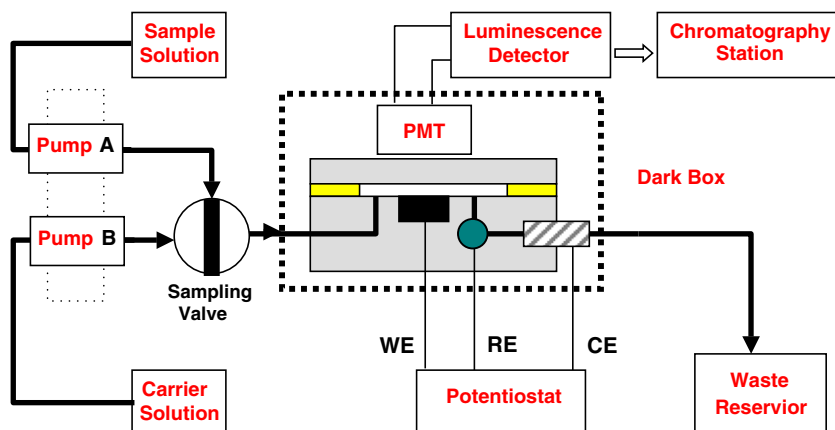 Sample
Solution
Luminescence
Detector
Chromatography
Station
PMT
Pump A
Dark Box
Pump B
Sampling
Valve
WE
RE
CE
Carrier
Solution
Potentiostat
Waste
Reservior